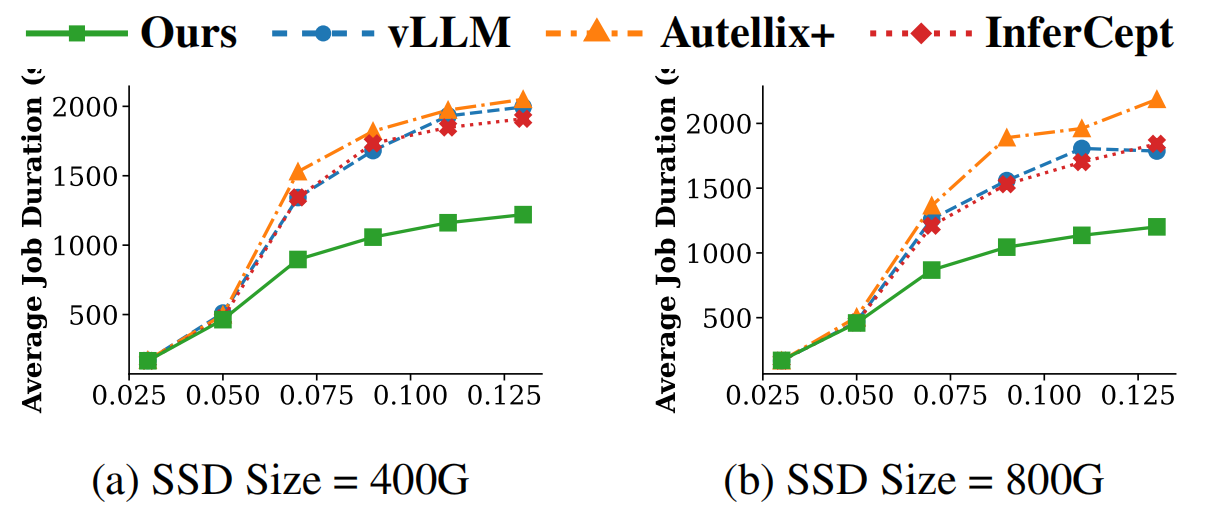 Ours vLLM Autellix+ InferCept
Average Job Duration (s
2000
1500
1000
500
0.025 0.050 0.075 0.100 0.125
(a) SSD Size = 400G
Average Job Duration (s
2000
1500
1000
500
0.025 0.050 0.075 0.100 0.125
(b) SSD Size = 800G